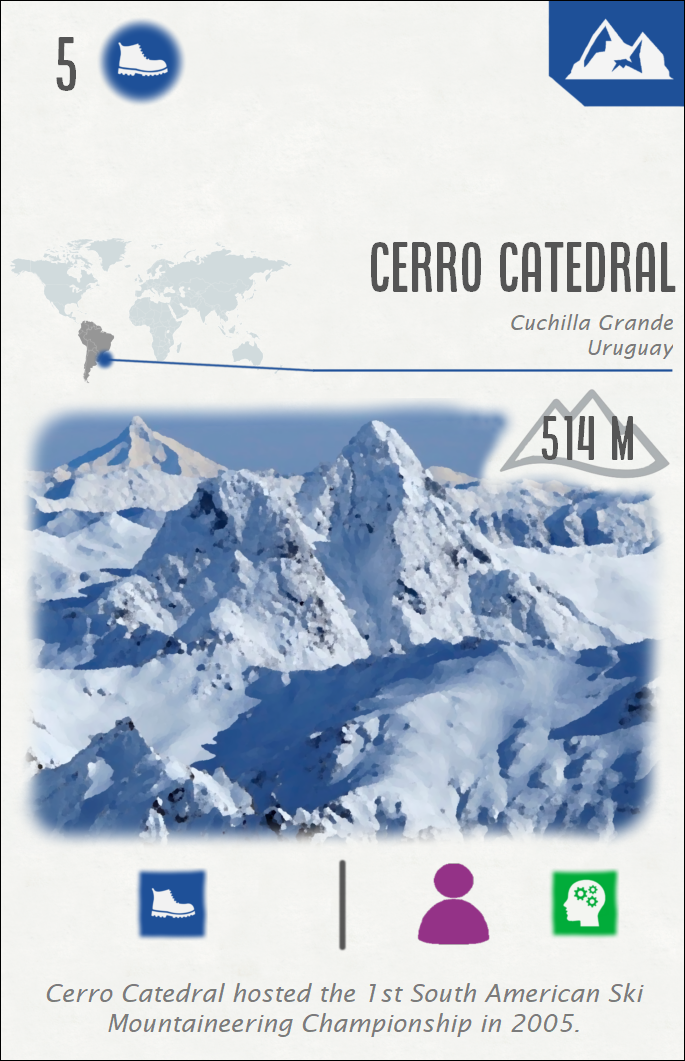 5
CERRO CATEDRAL
Cuchilla Grande
Uruguay
514 M
Cerro Catedral hosted the 1st South American Ski
Mountaineering Championship in 2005.